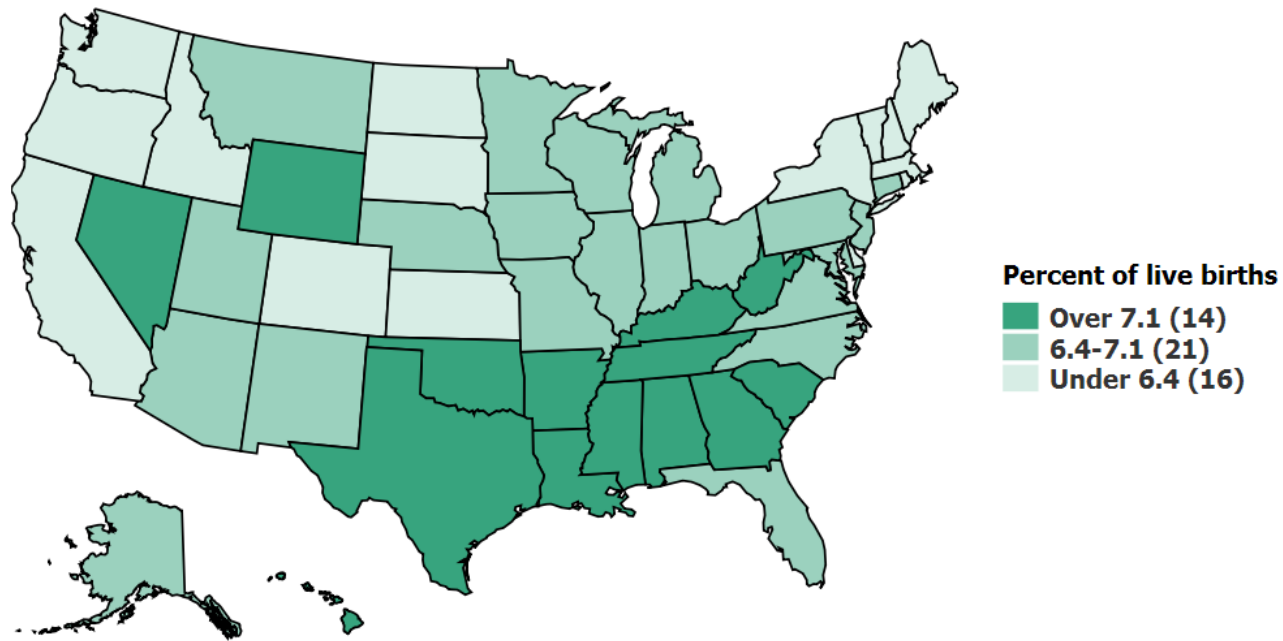 Percent of live births
Over 7.1 (14)
6.4-7.1 (21)
Under 6.4 (16)